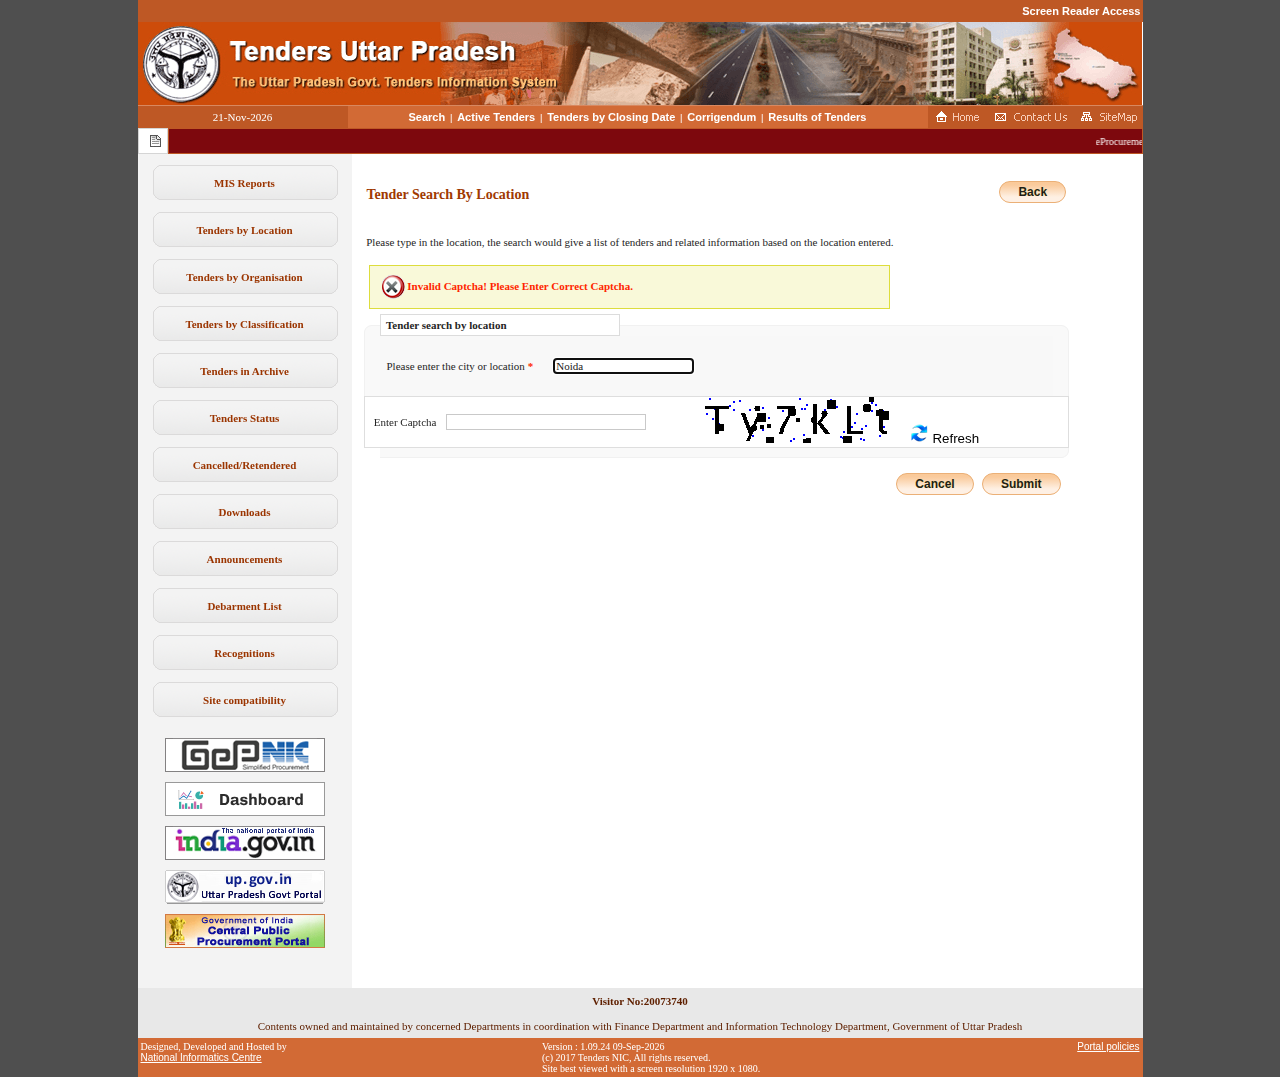 Screen Reader Access
Tenders Uttar Pradesh
The Uttar Pradesh Govt. Tenders Information System
21-Nov-2026
Search | Active Tenders | Tenders by Closing Date | Corrigendum | Results of Tenders
Home Contact Us SiteMap
eProcureme
MIS Reports
Tenders by Location
Tenders by Organisation
Tenders by Classification
Tenders in Archive
Tenders Status
Cancelled/Retendered
Downloads
Announcements
Debarment List
Recognitions
Site compatibility
GePNIC
Simplified Procurement
Dashboard
The national portal of India
india.gov.in
up.gov.in
Uttar Pradesh Govt Portal
Government of India
Central Public
Procurement Portal
Tender Search By Location
Back
Please type in the location, the search would give a list of tenders and related information based on the location entered.
Invalid Captcha! Please Enter Correct Captcha.
Tender search by location
Please enter the city or location *
Noida
Enter Captcha
Ty7KLt
Refresh
Cancel
Submit
Visitor No:20073740
Contents owned and maintained by concerned Departments in coordination with Finance Department and Information Technology Department, Government of Uttar Pradesh
Designed, Developed and Hosted by
National Informatics Centre
Version : 1.09.24 09-Sep-2026
(c) 2017 Tenders NIC, All rights reserved.
Site best viewed with a screen resolution 1920 x 1080.
Portal policies